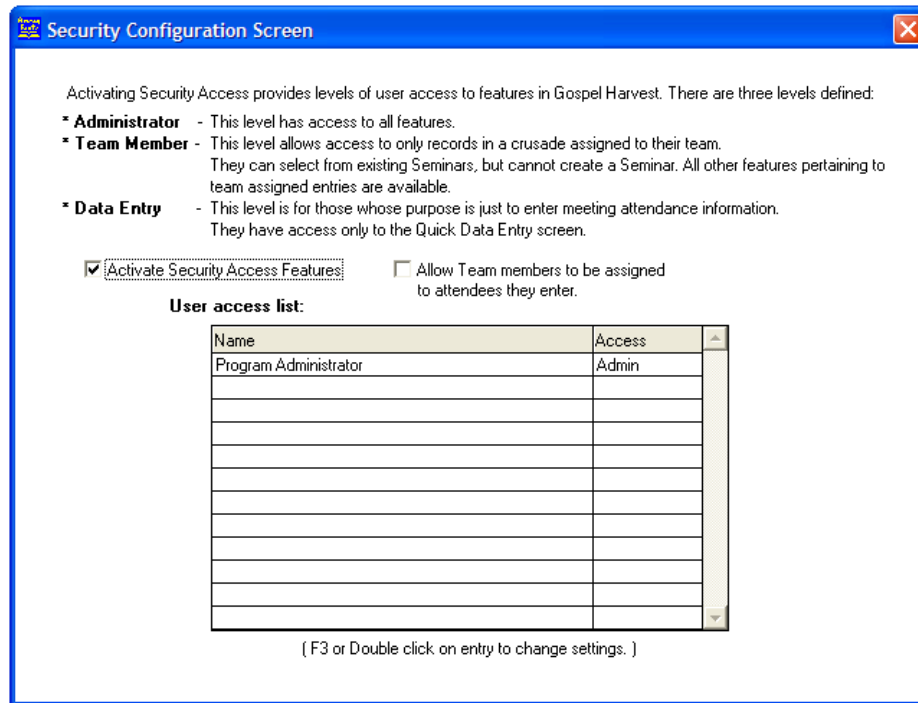 Security Configuration Screen
Activating Security Access provides levels of user access to features in Gospel Harvest. There are three levels defined:
* Administrator - This level has access to all features.
* Team Member - This level allows access to only records in a crusade assigned to their team.
They can select from existing Seminars, but cannot create a Seminar. All other features pertaining to
team assigned entries are available.
* Data Entry - This level is for those whose purpose is just to enter meeting attendance information.
They have access only to the Quick Data Entry screen.
Activate Security Access Features
Allow Team members to be assigned
to attendees they enter.
User access list:
Name Access
Program Administrator Admin
( F3 or Double click on entry to change settings. )